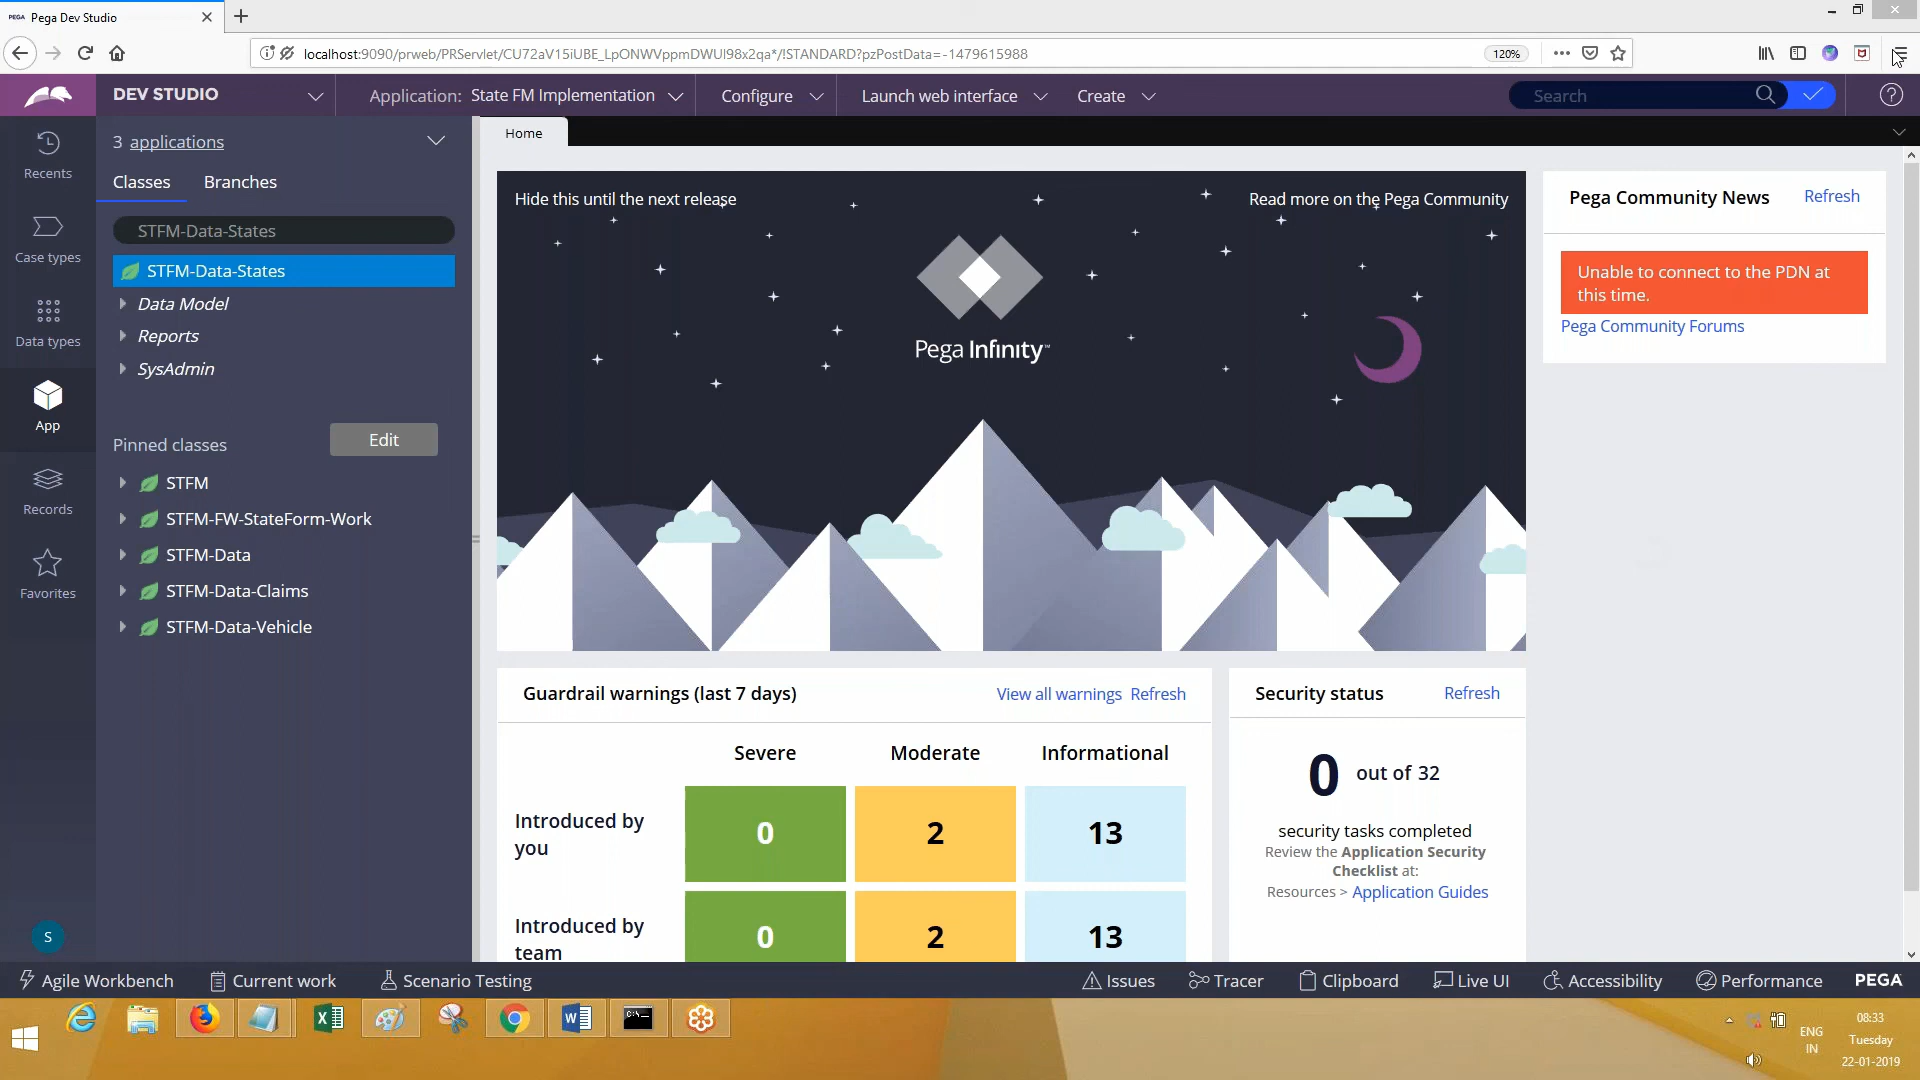 PEGA Pega Dev Studio
localhost:9090/prweb/PRServlet/CU72aV15iUBE_LpONWVppmDWUl98x2qa*/!STANDARD?pzPostData=-1479615988
120%
DEV STUDIO
Application: State FM Implementation
Configure
Launch web interface
Create
Search
Recents
Case types
Data types
App
Records
Favorites
S
3 applications
Classes
Branches
STFM-Data-States
STFM-Data-States
Data Model
Reports
SysAdmin
Pinned classes
Edit
STFM
STFM-FW-StateForm-Work
STFM-Data
STFM-Data-Claims
STFM-Data-Vehicle
Home
Hide this until the next release
Read more on the Pega Community
Pega Infinity™
Pega Community News
Refresh
Unable to connect to the PDN at
this time.
Pega Community Forums
Guardrail warnings (last 7 days)
View all warnings
Refresh
Severe
Moderate
Informational
Introduced by
you
0
2
13
Introduced by
team
0
2
13
Security status
Refresh
0 out of 32
security tasks completed
Review the Application Security
Checklist at:
Resources > Application Guides
Agile Workbench
Current work
Scenario Testing
Issues
Tracer
Clipboard
Live UI
Accessibility
Performance
PEGA
ENG
IN
08:33
Tuesday
22-01-2019